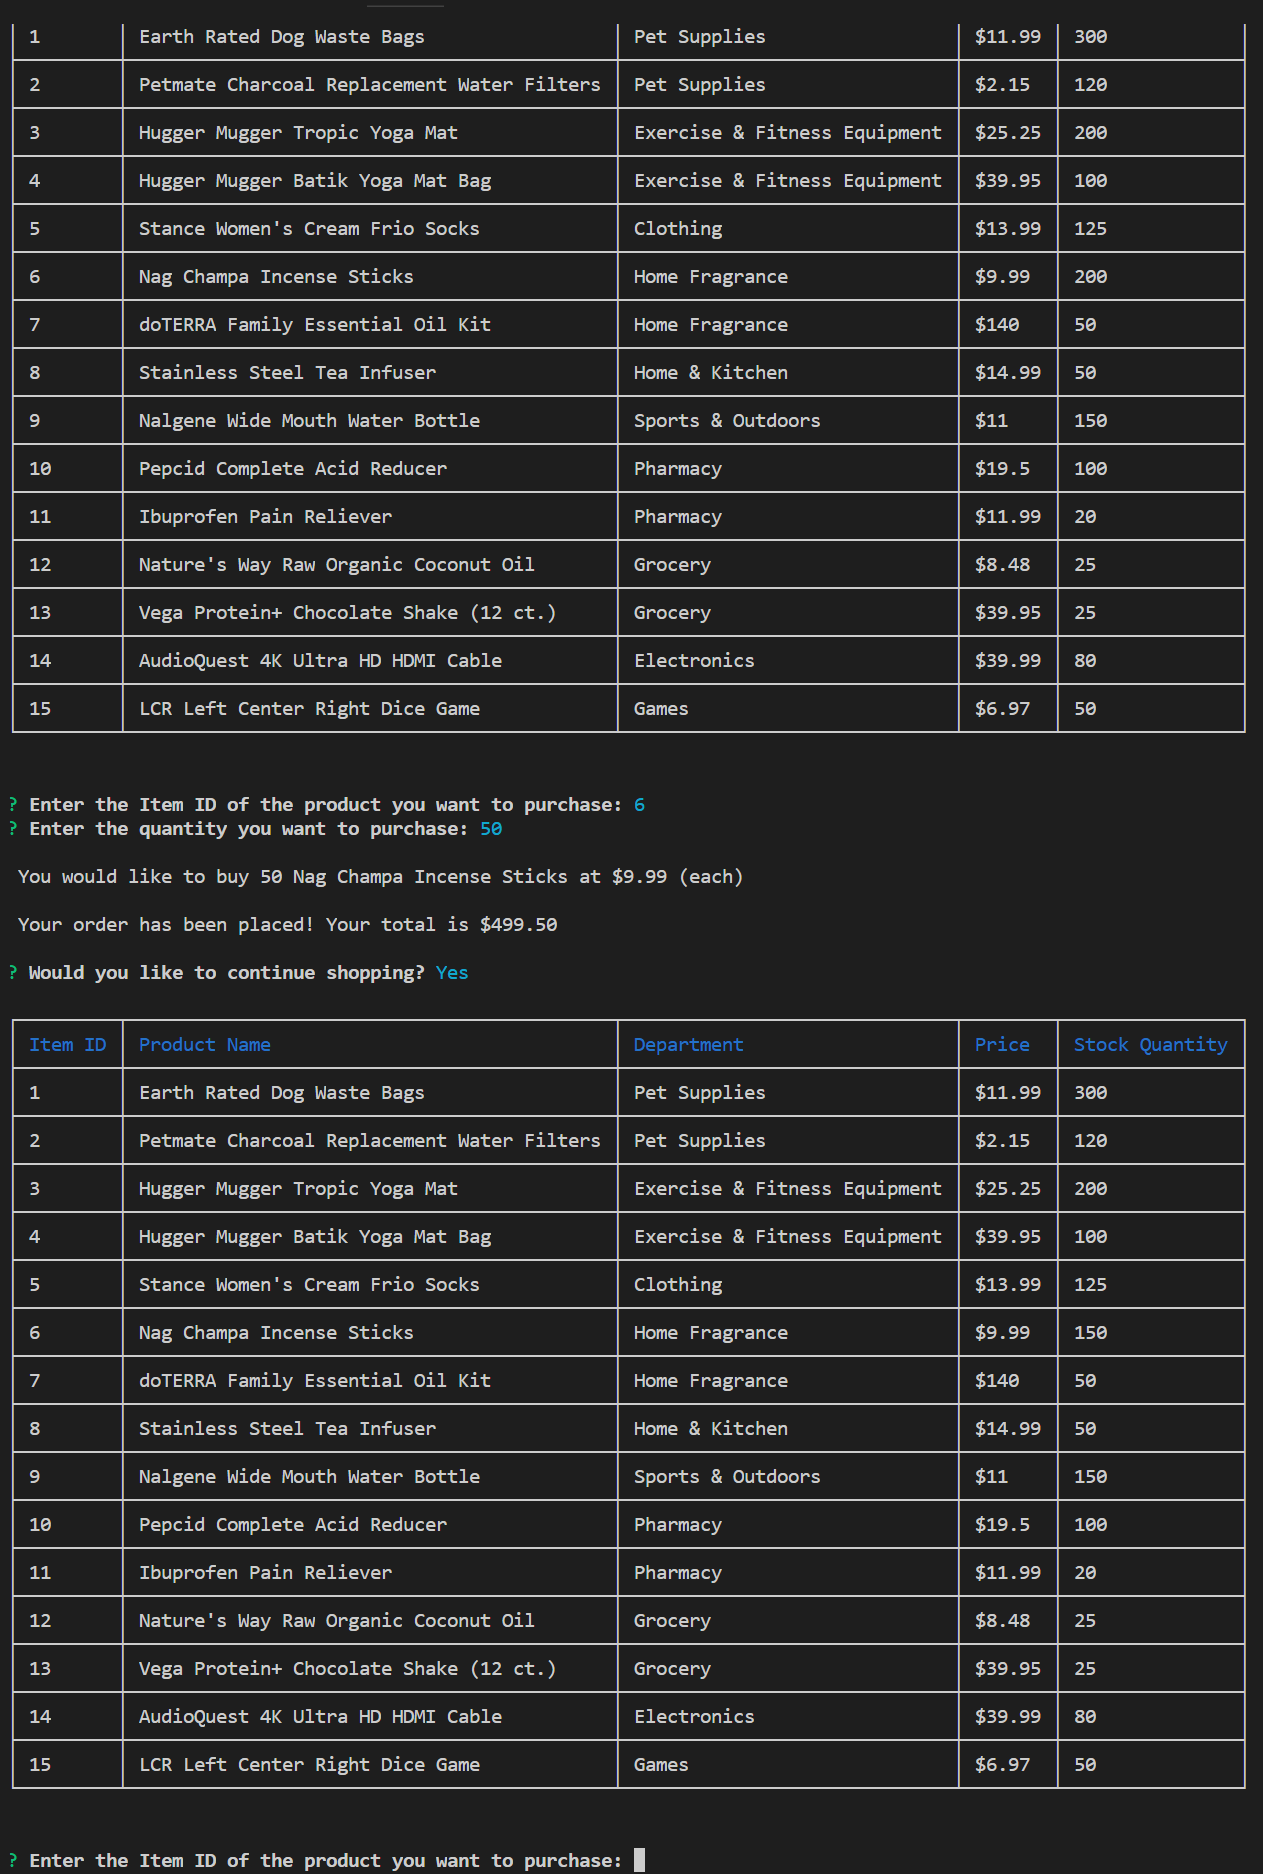 1 Earth Rated Dog Waste Bags Pet Supplies $11.99 300
2 Petmate Charcoal Replacement Water Filters Pet Supplies $2.15 120
3 Hugger Mugger Tropic Yoga Mat Exercise & Fitness Equipment $25.25 200
4 Hugger Mugger Batik Yoga Mat Bag Exercise & Fitness Equipment $39.95 100
5 Stance Women's Cream Frio Socks Clothing $13.99 125
6 Nag Champa Incense Sticks Home Fragrance $9.99 200
7 doTERRA Family Essential Oil Kit Home Fragrance $140 50
8 Stainless Steel Tea Infuser Home & Kitchen $14.99 50
9 Nalgene Wide Mouth Water Bottle Sports & Outdoors $11 150
10 Pepcid Complete Acid Reducer Pharmacy $19.5 100
11 Ibuprofen Pain Reliever Pharmacy $11.99 20
12 Nature's Way Raw Organic Coconut Oil Grocery $8.48 25
13 Vega Protein+ Chocolate Shake (12 ct.) Grocery $39.95 25
14 AudioQuest 4K Ultra HD HDMI Cable Electronics $39.99 80
15 LCR Left Center Right Dice Game Games $6.97 50
? Enter the Item ID of the product you want to purchase: 6
? Enter the quantity you want to purchase: 50
You would like to buy 50 Nag Champa Incense Sticks at $9.99 (each)
Your order has been placed! Your total is $499.50
? Would you like to continue shopping? Yes
Item ID Product Name Department Price Stock Quantity
1 Earth Rated Dog Waste Bags Pet Supplies $11.99 300
2 Petmate Charcoal Replacement Water Filters Pet Supplies $2.15 120
3 Hugger Mugger Tropic Yoga Mat Exercise & Fitness Equipment $25.25 200
4 Hugger Mugger Batik Yoga Mat Bag Exercise & Fitness Equipment $39.95 100
5 Stance Women's Cream Frio Socks Clothing $13.99 125
6 Nag Champa Incense Sticks Home Fragrance $9.99 150
7 doTERRA Family Essential Oil Kit Home Fragrance $140 50
8 Stainless Steel Tea Infuser Home & Kitchen $14.99 50
9 Nalgene Wide Mouth Water Bottle Sports & Outdoors $11 150
10 Pepcid Complete Acid Reducer Pharmacy $19.5 100
11 Ibuprofen Pain Reliever Pharmacy $11.99 20
12 Nature's Way Raw Organic Coconut Oil Grocery $8.48 25
13 Vega Protein+ Chocolate Shake (12 ct.) Grocery $39.95 25
14 AudioQuest 4K Ultra HD HDMI Cable Electronics $39.99 80
15 LCR Left Center Right Dice Game Games $6.97 50
? Enter the Item ID of the product you want to purchase: